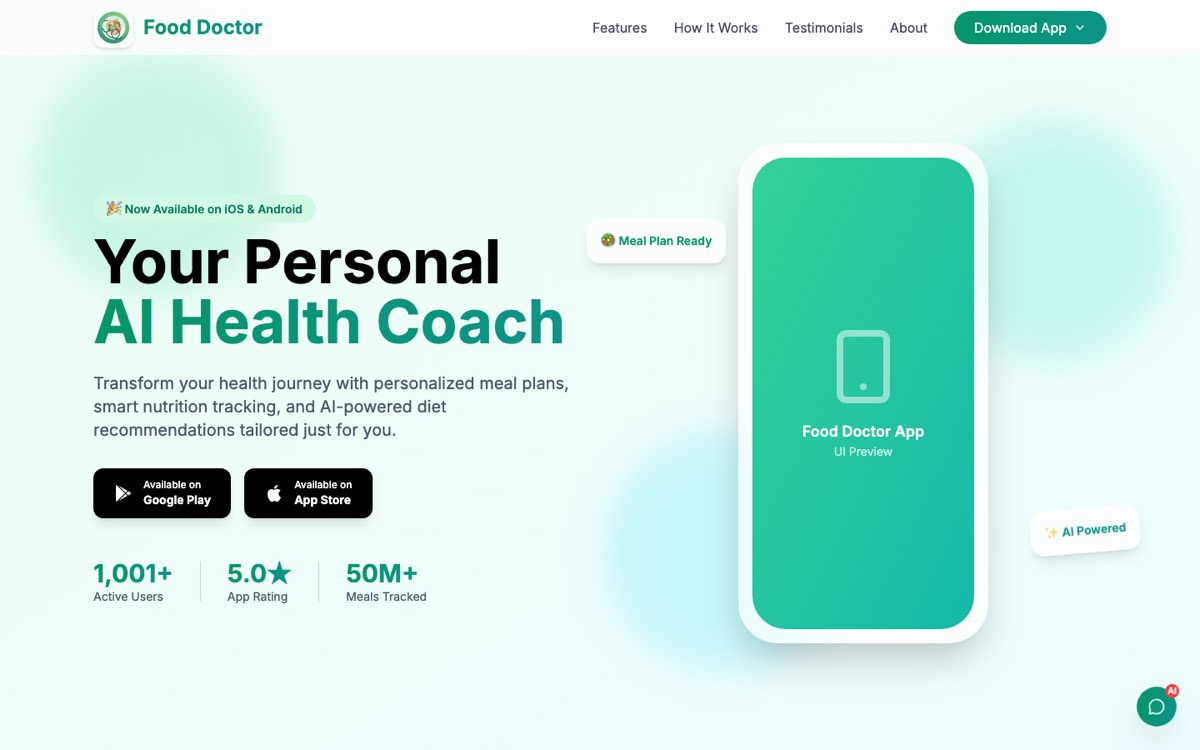 Food Doctor
Features
How It Works
Testimonials
About
Download App
🎉 Now Available on iOS & Android
Your Personal
AI Health Coach
Transform your health journey with personalized meal plans,
smart nutrition tracking, and AI-powered diet
recommendations tailored just for you.
Available on
Google Play
Available on
App Store
1,001+
Active Users
5.0★
App Rating
50M+
Meals Tracked
🥗 Meal Plan Ready
Food Doctor App
UI Preview
✨ AI Powered
AI